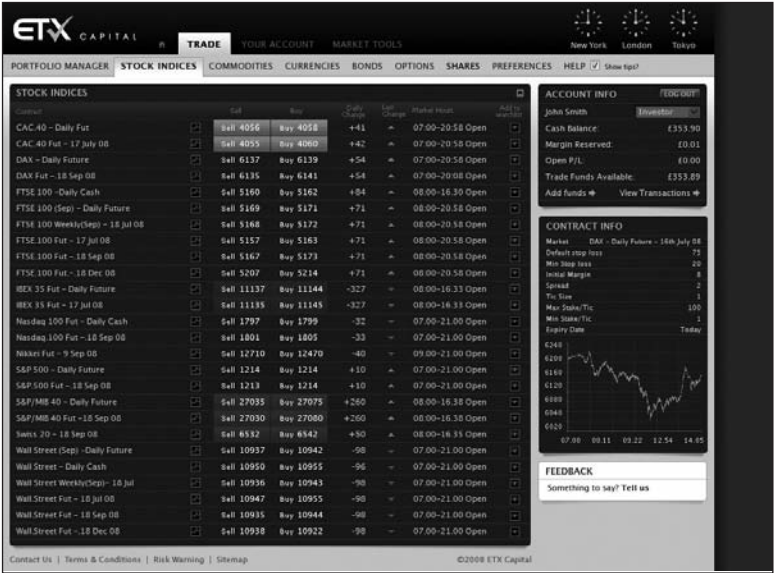 ETX CAPITAL
TRADE YOUR ACCOUNT MARKET TOOLS
New York London Tokyo
PORTFOLIO MANAGER STOCK INDICES COMMODITIES CURRENCIES BONDS OPTIONS SHARES PREFERENCES HELP Show tips?
STOCK INDICES
Contract Sell Buy Daily Change Last Change Market Hours Add to watchlist
CAC.40 - Daily Fut Sell 4056 Buy 4058 +41 07:00-20:58 Open
CAC.40 Fut - 17 July 08 Sell 4055 Buy 4060 +42 07:00-20:58 Open
DAX - Daily Future Sell 6137 Buy 6139 +54 07:00-20:58 Open
DAX Fut -.18 Sep 08 Sell 6135 Buy 6141 +54 07:00-20:08 Open
FTSE 100 -Daily Cash Sell 5160 Buy 5162 +84 08:00-16.30 Open
FTSE 100 (Sep) - Daily Future Sell 5169 Buy 5171 +71 08:00-20.58 Open
FTSE 100 Weekly(Sep) - 18 jul 08 Sell 5168 Buy 5172 +71 08:00-20.58 Open
FTSE.100 Fut - 17 Jul 08 Sell 5157 Buy 5163 +71 08:00-20.58 Open
FTSE.100 Fut -.18 Sep 08 Sell 5167 Buy 5173 +71 08:00-20.58 Open
FTSE.100 Fut.- 18 Dec 08 Sell 5207 Buy 5214 +71 08:00-20.58 Open
IBEX 35 Fut - Daily Future Sell 11137 Buy 11144 -327 08:00-16.33 Open
IBEX 35 Fut - 17 Jul 08 Sell 11135 Buy 11145 -327 08:00-16.33 Open
Nasdaq 100 Fut - Daily Cash Sell 1797 Buy 1799 -32 07.00-21.00 Open
Nasdaq.100 Fut -.18 Sep 08 Sell 1801 Buy 1805 -33 07.00-21.00 Open
Nikkei Fut - 9 Sep 08 Sell 12710 Buy 12470 -40 09.00-21.00 Open
S&P 500 - Daily Future Sell 1214 Buy 1214 +10 07.00-21.00 Open
S&P.500 Fut -.18 Sep 08 Sell 1213 Buy 1214 +10 07.00-21.00 Open
S&P/MIB 40 - Daily Future Sell 27035 Buy 27075 +260 08:00-16.38 Open
S&P/MIB 40 Fut -18 Sep 08 Sell 27030 Buy 27080 +260 08:00-16.38 Open
Swiss 20 - 18 Sep 08 Sell 6532 Buy 6542 +50 08:00-16.35 Open
Wall Street (Sep) -Daily Future Sell 10937 Buy 10942 -98 07.00-21.00 Open
Wall Street - Daily Cash Sell 10950 Buy 10955 -96 07.00-21.00 Open
Wall Street Weekly(Sep)- 18 Jul Sell 10936 Buy 10943 -98 07.00-21.00 Open
Wall.Street Fut - 18 Jul 08 Sell 10947 Buy 10955 -98 07.00-21.00 Open
Wall.Street Fut - 18 Sep 08 Sell 10935 Buy 10944 -98 07.00-21.00 Open
Wall.Street Fut -.18 Dec 08 Sell 10938 Buy 10922 -98 07.00-21.00 Open
ACCOUNT INFO LOG OUT
John Smith Investor
Cash Balance: £353.90
Margin Reserved: £0.01
Open P/L: £0.00
Trade Funds Available: £353.89
Add funds View Transactions
CONTRACT INFO
Market DAX - Daily Future - 16th July 08
Default stop loss 75
Min Stop loss 20
Initial Margin 8
Spread 2
Tic Size 1
Max Stake/Tic 100
Min Stake/Tic 1
Expiry Date Today
6240
6200
6160
6120
6080
6040
6020
07.00 00.11 09.22 12.54 14.05
FEEDBACK
Something to say? Tell us
Contact Us | Terms & Conditions | Risk Warning | Sitemap ©2008 ETX Capital